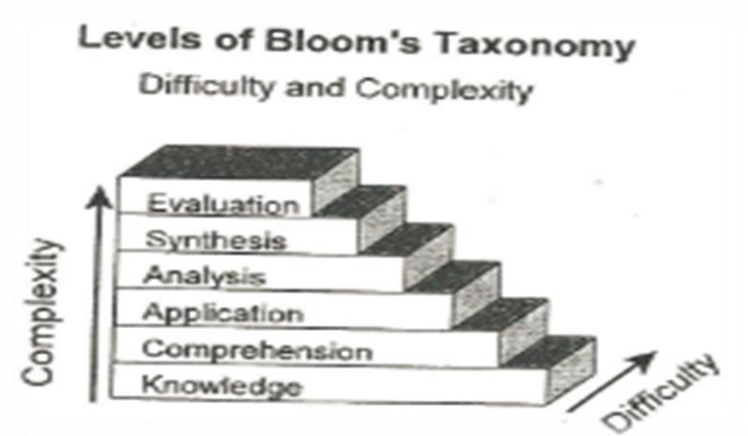 Levels of Bloom's Taxonomy
Difficulty and Complexity
Evaluation
Synthesis
Analysis
Application
Comprehension
Knowledge
Complexity
Difficulty